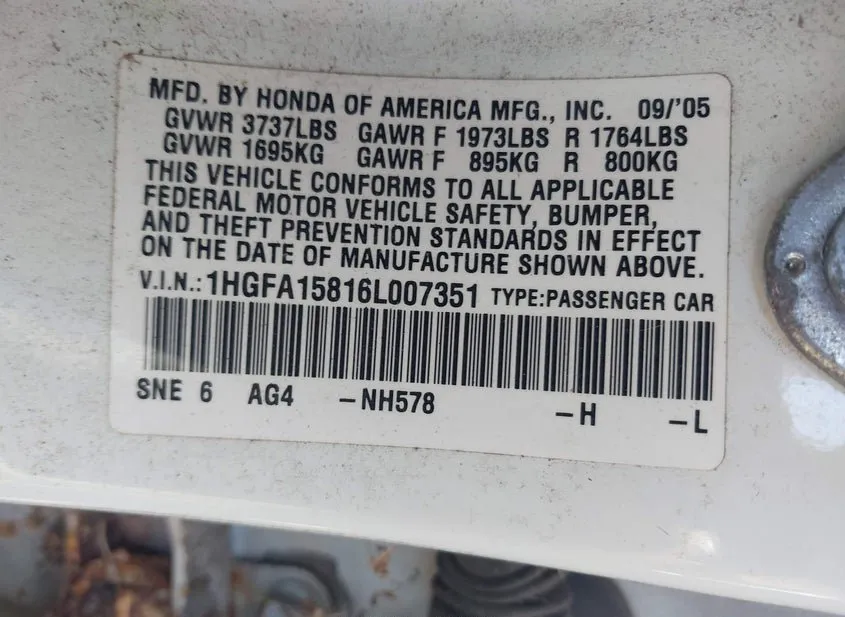 MFD. BY HONDA OF AMERICA MFG., INC. 09/'05
GVWR 3737LBS GAWR F 1973LBS R 1764LBS
GVWR 1695KG GAWR F 895KG R 800KG
THIS VEHICLE CONFORMS TO ALL APPLICABLE
FEDERAL MOTOR VEHICLE SAFETY, BUMPER,
AND THEFT PREVENTION STANDARDS IN EFFECT
ON THE DATE OF MANUFACTURE SHOWN ABOVE.
V.I.N.: 1HGFA15816L007351 TYPE:PASSENGER CAR
SNE 6 AG4 –NH578 –H –L